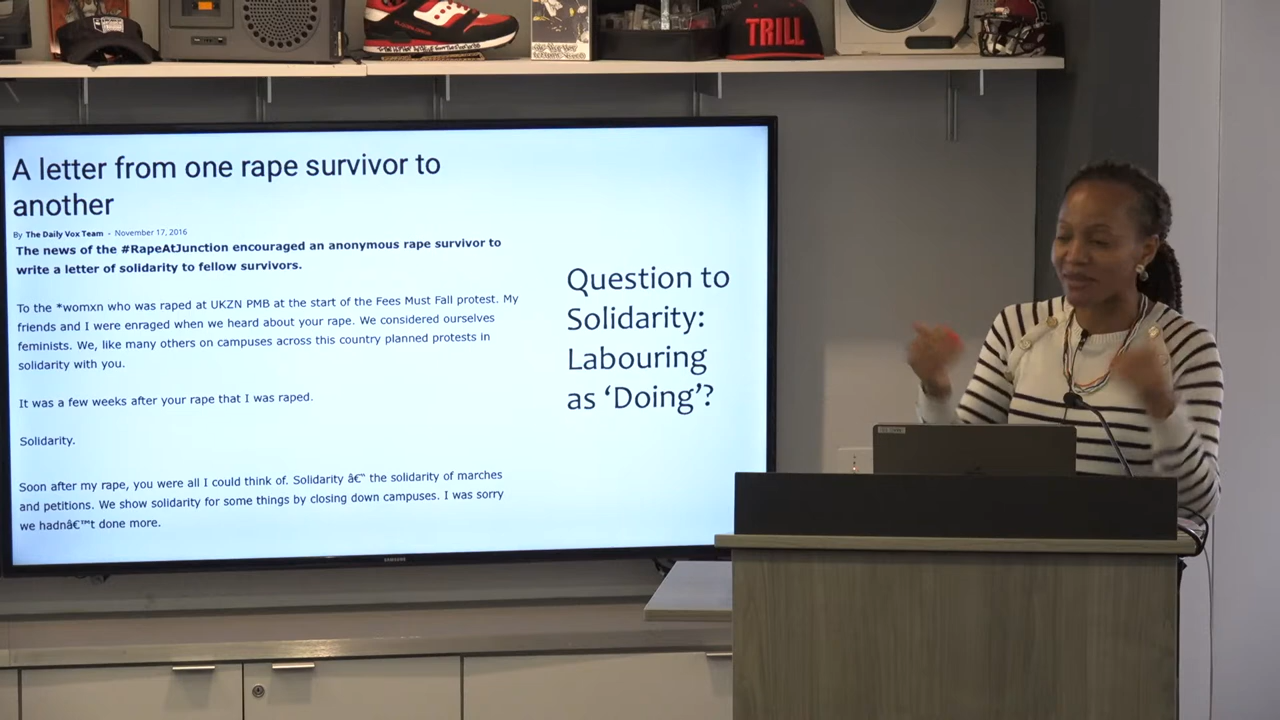 TRILL
A letter from one rape survivor to
another
By The Daily Vox Team - November 17, 2016
The news of the #RapeAtJunction encouraged an anonymous rape survivor to
write a letter of solidarity to fellow survivors.
To the *womxn who was raped at UKZN PMB at the start of the Fees Must Fall protest. My
friends and I were enraged when we heard about your rape. We considered ourselves
feminists. We, like many others on campuses across this country planned protests in
solidarity with you.
It was a few weeks after your rape that I was raped.
Solidarity.
Soon after my rape, you were all I could think of. Solidarity â€“ the solidarity of marches
and petitions. We show solidarity for some things by closing down campuses. I was sorry
we hadnâ€™t done more.
Question to
Solidarity:
Labouring
as ‘Doing’?
SAMSUNG